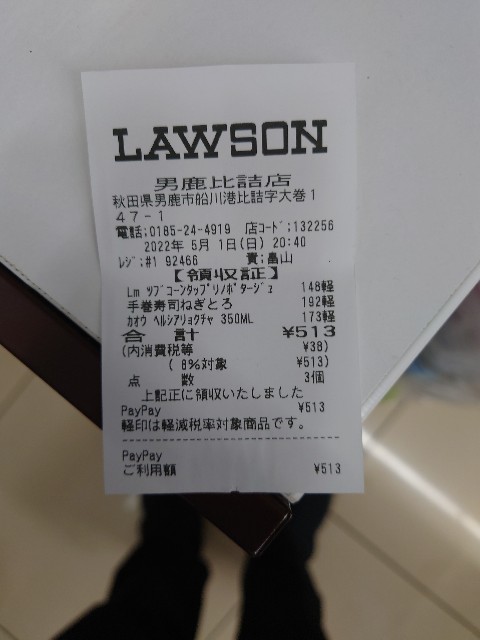 LAWSON
男鹿比詰店
秋田県男鹿市船川港比詰字大巻1
47-1
電話;0185-24-4919 店コード;132256
2022年 5月 1日(日) 20:40
レジ;#1 92466 責;畠山
【領収証】
Lm ツブコーンタップリノポタージュ 148軽
手巻寿司ねぎとろ 192軽
カオウ ヘルシアリョクチャ 350ML 173軽
合 計 ¥513
(内消費税等 ¥38)
( 8%対象 ¥513)
点 数 3個
上記正に領収いたしました
PayPay ¥513
軽印は軽減税率対象商品です。
PayPay
ご利用額 ¥513